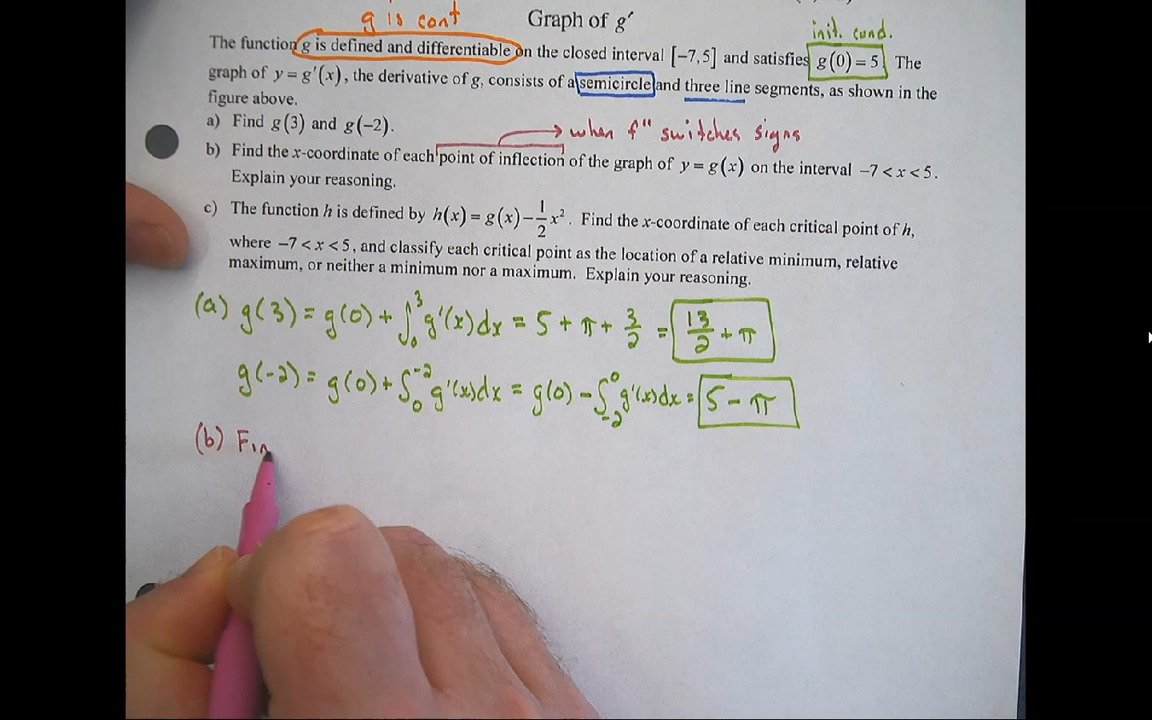 g is cont
Graph of g′
init. cond.
The function g is defined and differentiable on the closed interval [−7,5] and satisfies g(0) = 5. The
graph of y = g′(x), the derivative of g, consists of a semicircle and three line segments, as shown in the
figure above.
a) Find g(3) and g(−2).
when f" switches signs
b) Find the x-coordinate of each point of inflection of the graph of y = g(x) on the interval −7 < x < 5.
Explain your reasoning.
c) The function h is defined by h(x) = g(x) − 1/2 x². Find the x-coordinate of each critical point of h,
where −7 < x < 5, and classify each critical point as the location of a relative minimum, relative
maximum, or neither a minimum nor a maximum. Explain your reasoning.
(a) g(3) = g(0) + ∫₀³ g'(x)dx = 5 + π + 3/2 = 13/2 + π
g(-2) = g(0) + ∫₀⁻² g'(x)dx = g(0) − ∫₋₂⁰ g'(x)dx = 5 − π
(b) Fin